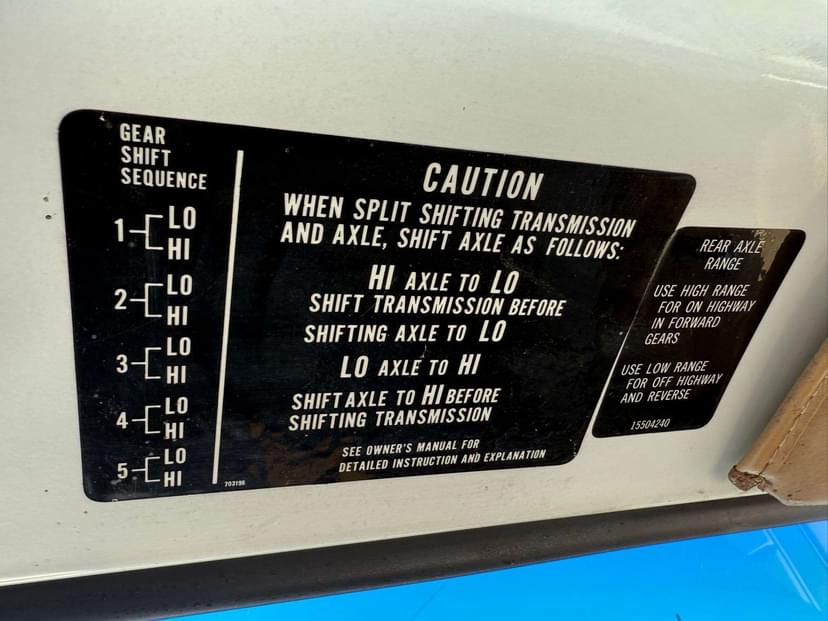 GEAR
SHIFT
SEQUENCE
1 LO
HI
2 LO
HI
3 LO
HI
4 LO
HI
5 LO
HI
703196
CAUTION
WHEN SPLIT SHIFTING TRANSMISSION
AND AXLE, SHIFT AXLE AS FOLLOWS:
HI AXLE TO LO
SHIFT TRANSMISSION BEFORE
SHIFTING AXLE TO LO
LO AXLE TO HI
SHIFT AXLE TO HI BEFORE
SHIFTING TRANSMISSION
SEE OWNER'S MANUAL FOR
DETAILED INSTRUCTION AND EXPLANATION
REAR AXLE
RANGE
USE HIGH RANGE
FOR ON HIGHWAY
IN FORWARD
GEARS
USE LOW RANGE
FOR OFF HIGHWAY
AND REVERSE
15504240